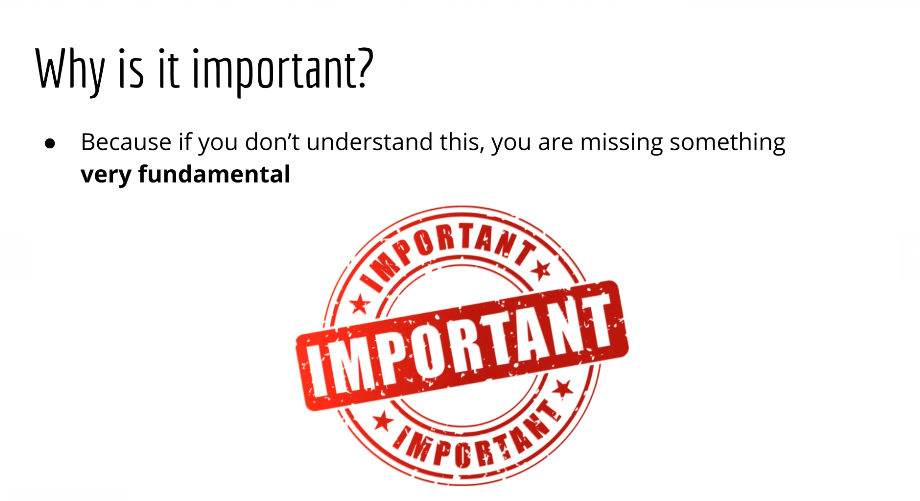 Why is it important?
● Because if you don’t understand this, you are missing something
very fundamental
IMPORTANT
IMPORTANT
IMPORTANT